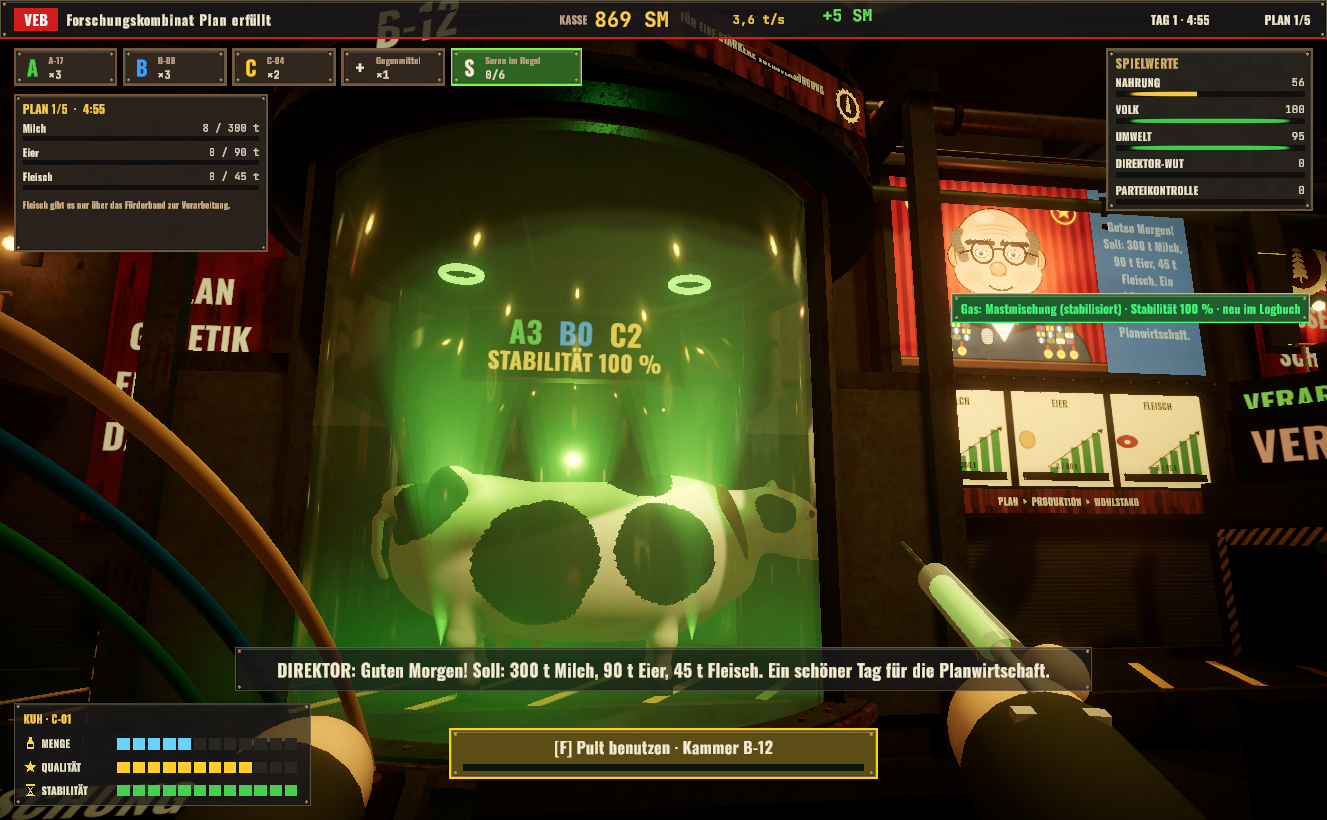 VEB Forschungskombinat Plan erfüllt
KASSE 869 SM
3,6 t/s
+5 SM
TAG 1 · 4:55
PLAN 1/5
B-12
FÜR EINE STÄRKERE
A A-17 ×3
B B-08 ×3
C C-04 ×2
+ Gegenmittel ×1
S Seren im Regal 0/6
PLAN 1/5 · 4:55
Milch 8 / 300 t
Eier 0 / 90 t
Fleisch 0 / 45 t
Fleisch gibt es nur über das Förderband zur Verarbeitung.
SPIELWERTE
NAHRUNG 56
VOLK 100
UMWELT 95
DIREKTOR-WUT 0
PARTEIKONTROLLE 0
Guten Morgen!
Soll: 300 t Milch,
90 t Eier, 45 t
Fleisch. Ein
Gas: Mastmischung (stabilisiert) · Stabilität 100 % · neu im Logbuch
Planwirtschaft.
LAN
G ETIK
A3 B0 C2
STABILITÄT 100 %
EIER
FLEISCH
PLAN > PRODUKTION > WOHLSTAND
VERAR
VER
DIREKTOR: Guten Morgen! Soll: 300 t Milch, 90 t Eier, 45 t Fleisch. Ein schöner Tag für die Planwirtschaft.
KUH · C-01
MENGE
QUALITÄT
STABILITÄT
[F] Pult benutzen · Kammer B-12